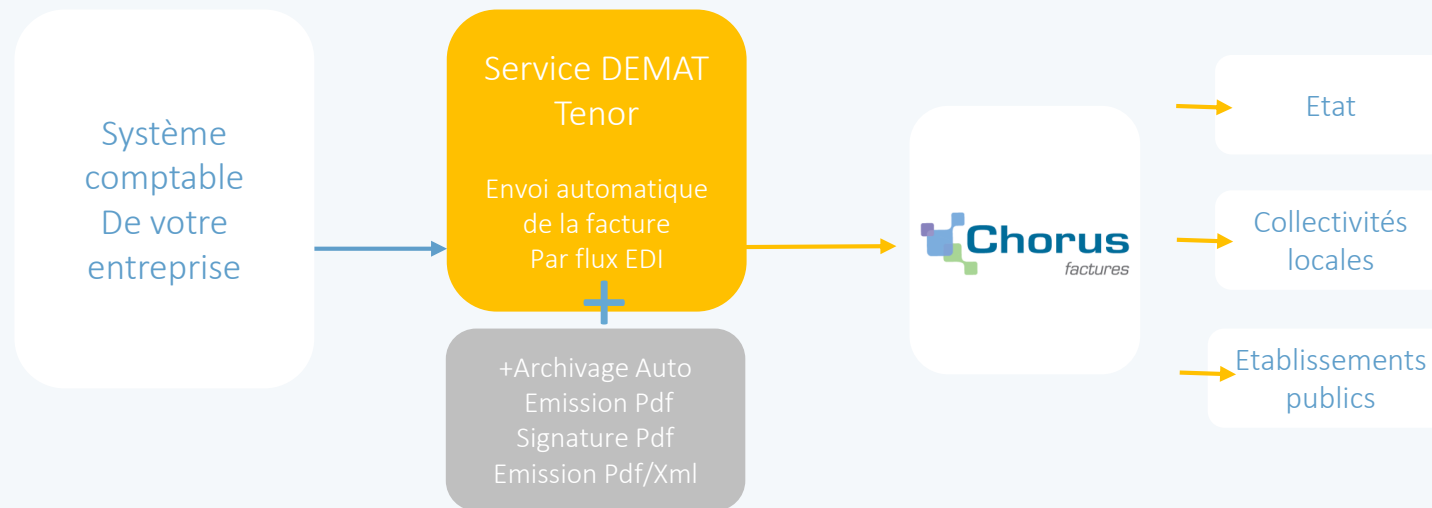 Système
comptable
De votre
entreprise
Service DEMAT
Tenor
Envoi automatique
de la facture
Par flux EDI
+
+Archivage Auto
Emission Pdf
Signature Pdf
Emission Pdf/Xml
Chorus
factures
Etat
Collectivités
locales
Etablissements
publics